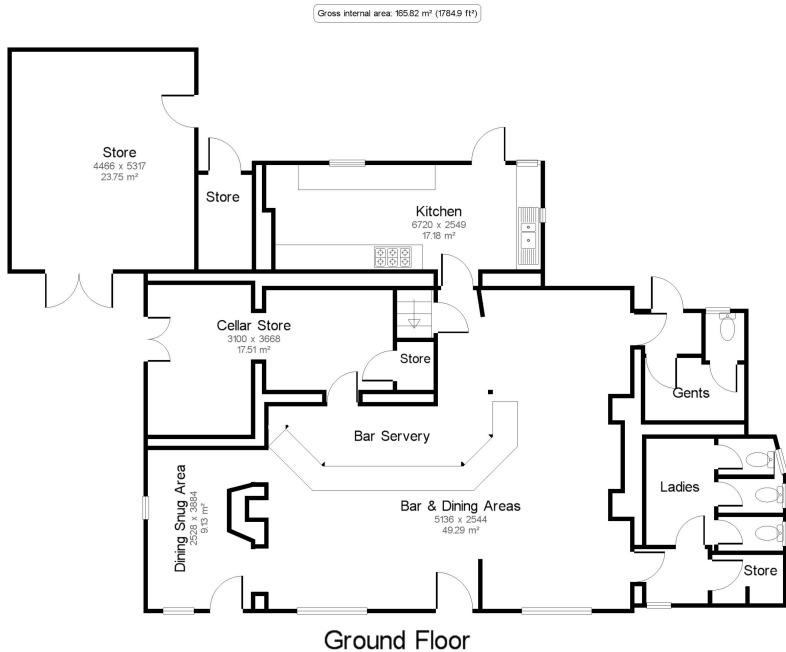 Gross internal area: 165.82 m² (1784.9 ft²)
Store
4466 x 5317
23.75 m²
Store
Kitchen
6720 x 2549
17.18 m²
Cellar Store
3100 x 3668
17.51 m²
Store
Gents
Bar Servery
Dining Snug Area
2528 x 3884
9.13 m²
Bar & Dining Areas
5136 x 2544
49.29 m²
Ladies
Store
Ground Floor